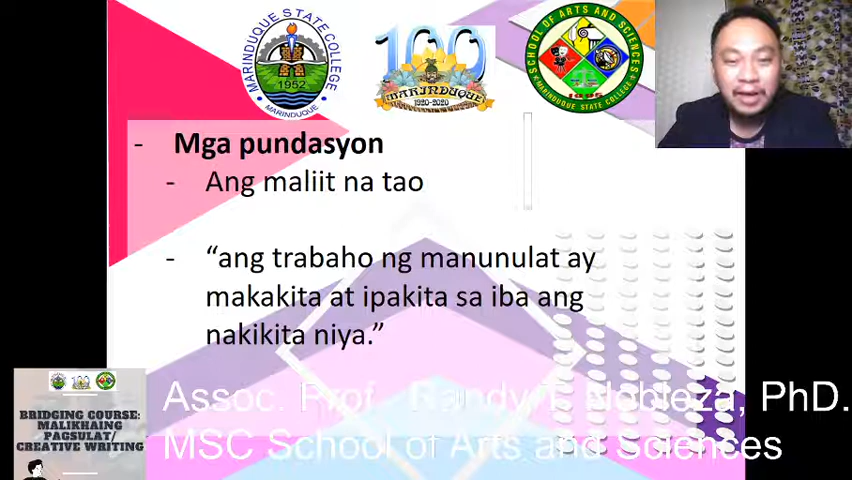 MARINDUQUE STATE COLLEGE
1952
MARINDUQUE
100
MARINDUQUE
1920-2020
SCHOOL OF ARTS AND SCIENCES
1995
MARINDUQUE STATE COLLEGE
- Mga pundasyon
- Ang maliit na tao
- “ang trabaho ng manunulat ay
makakita at ipakita sa iba ang
nakikita niya.”
BRIDGING COURSE:
MALIKHAING
PAGSULAT/
CREATIVE WRITING
Assoc. Prof. Randy T. Nobleza, PhD.
MSC School of Arts and Sciences